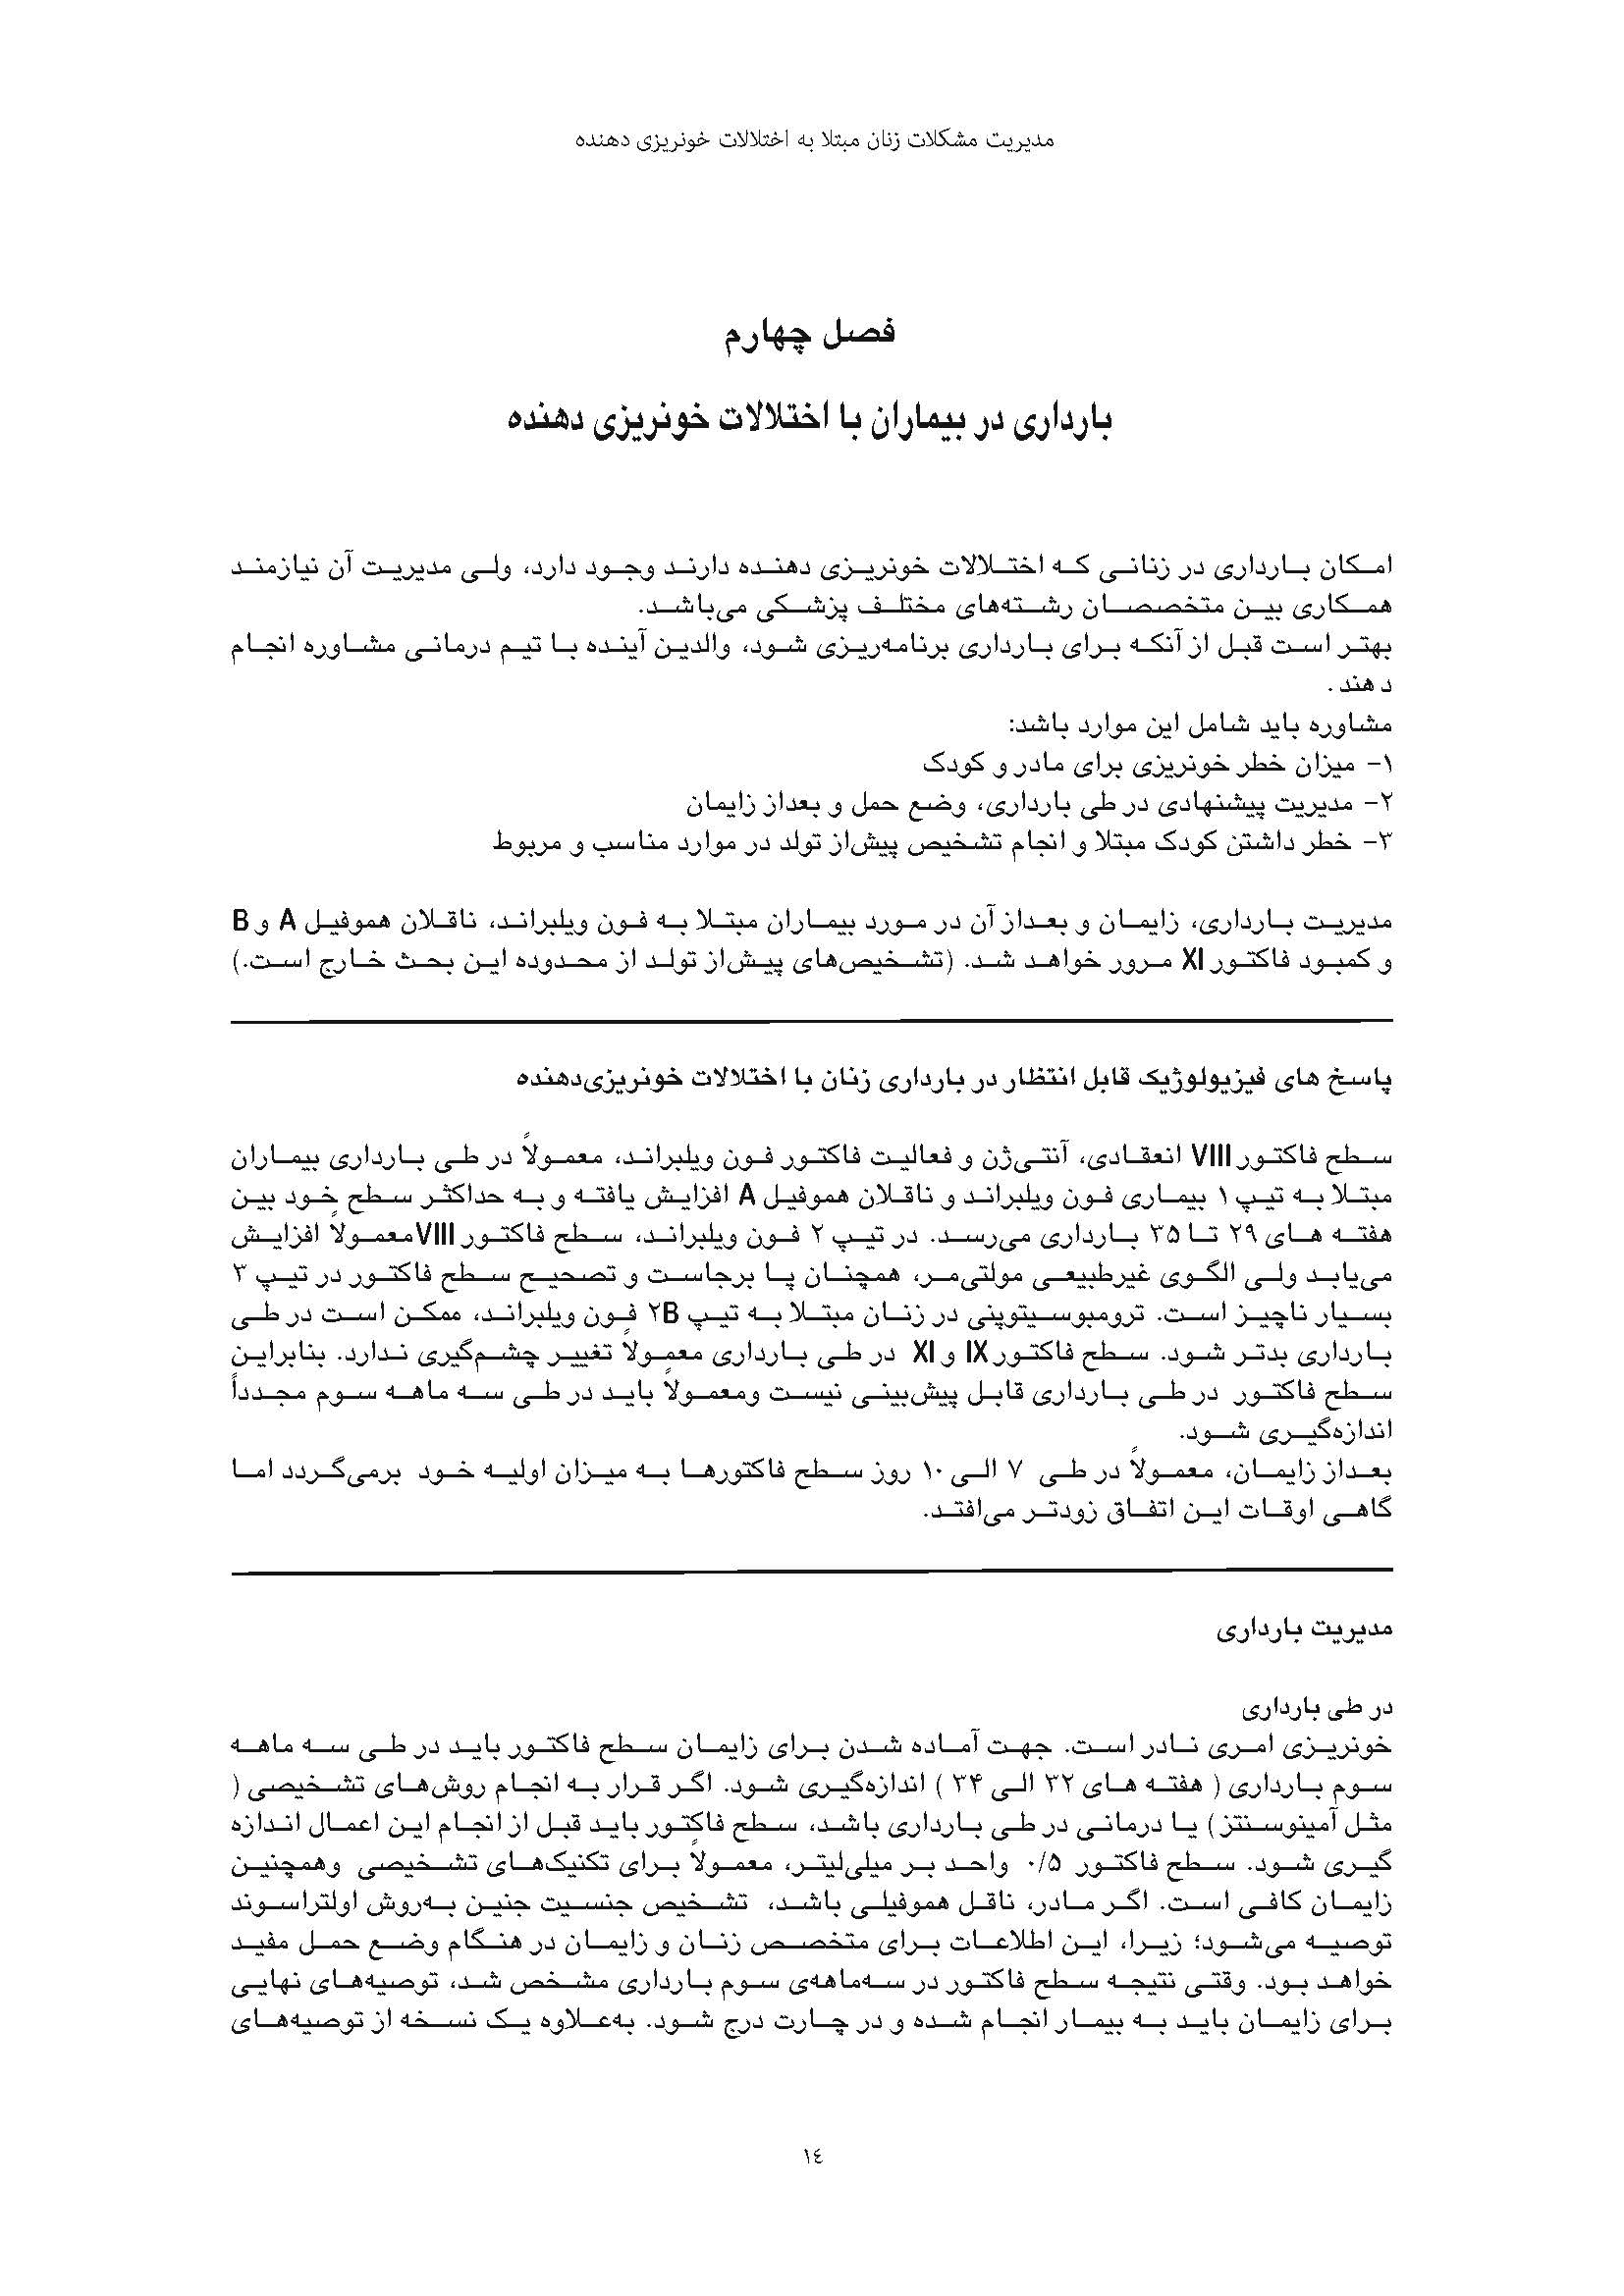 مدیریت مشکلات زنان مبتلا به اختلالات خونریزی دهنده
فصل چهارم
بارداری در بیماران با اختلالات خونریزی دهنده
امکان بارداری در زنانی که اختلالات خونریزی دهنده دارند وجود دارد، ولی مدیریت آن نیازمند
همکاری بین متخصصان رشته‌های مختلف پزشکی می‌باشد.
بهتر است قبل از آنکه برای بارداری برنامه‌ریزی شود، والدین آینده با تیم درمانی مشاوره انجام
دهند.
مشاوره باید شامل این موارد باشد:
۱- میزان خطر خونریزی برای مادر و کودک
۲- مدیریت پیشنهادی در طی بارداری، وضع حمل و بعداز زایمان
۳- خطر داشتن کودک مبتلا و انجام تشخیص پیش‌از تولد در موارد مناسب و مربوط
مدیریت بارداری، زایمان و بعداز آن در مورد بیماران مبتلا به فون ویلبراند، ناقلان هموفیل A و B
و کمبود فاکتور XI مرور خواهد شد. (تشخیص‌های پیش‌از تولد از محدوده این بحث خارج است.)
پاسخ های فیزیولوژیک قابل انتظار در بارداری زنان با اختلالات خونریزی‌دهنده
سطح فاکتور VIII انعقادی، آنتی‌ژن و فعالیت فاکتور فون ویلبراند، معمولاً در طی بارداری بیماران
مبتلا به تیپ ۱ بیماری فون ویلبراند و ناقلان هموفیل A افزایش یافته و به حداکثر سطح خود بین
هفته های ۲۹ تا ۳۵ بارداری می‌رسد. در تیپ ۲ فون ویلبراند، سطح فاکتور VIII معمولاً افزایش
می‌یابد ولی الگوی غیرطبیعی مولتی‌مر، همچنان پا برجاست و تصحیح سطح فاکتور در تیپ ۳
بسیار ناچیز است. ترومبوسیتوپنی در زنان مبتلا به تیپ ۲B فون ویلبراند، ممکن است در طی
بارداری بدتر شود. سطح فاکتور IX و XI در طی بارداری معمولاً تغییر چشم‌گیری ندارد. بنابراین
سطح فاکتور در طی بارداری قابل پیش‌بینی نیست ومعمولاً باید در طی سه ماهه سوم مجدداً
اندازه‌گیری شود.
بعداز زایمان، معمولاً در طی ۷ الی ۱۰ روز سطح فاکتورها به میزان اولیه خود برمی‌گردد اما
گاهی اوقات این اتفاق زودتر می‌افتد.
مدیریت بارداری
در طی بارداری
خونریزی امری نادر است. جهت آماده شدن برای زایمان سطح فاکتور باید در طی سه ماهه
سوم بارداری ( هفته های ۳۲ الی ۳۴ ) اندازه‌گیری شود. اگر قرار به انجام روش‌های تشخیصی (
مثل آمینوسنتز) یا درمانی در طی بارداری باشد، سطح فاکتور باید قبل از انجام این اعمال اندازه
گیری شود. سطح فاکتور ۰/۵ واحد بر میلی‌لیتر، معمولاً برای تکنیک‌های تشخیصی وهمچنین
زایمان کافی است. اگر مادر، ناقل هموفیلی باشد، تشخیص جنسیت جنین به‌روش اولتراسوند
توصیه می‌شود؛ زیرا، این اطلاعات برای متخصص زنان و زایمان در هنگام وضع حمل مفید
خواهد بود. وقتی نتیجه سطح فاکتور در سه‌ماهه‌ی سوم بارداری مشخص شد، توصیه‌های نهایی
برای زایمان باید به بیمار انجام شده و در چارت درج شود. به‌علاوه یک نسخه از توصیه‌های
١٤